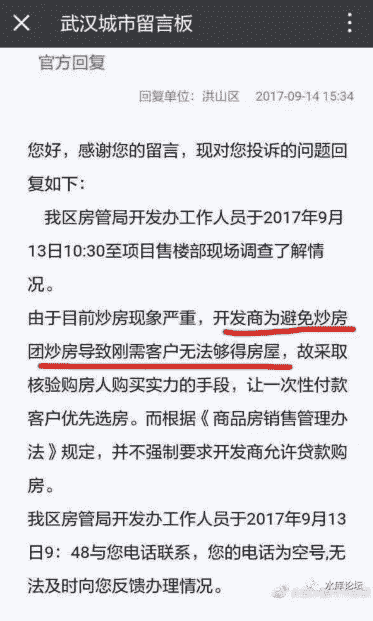 武汉城市留言板
官方回复
回复单位：洪山区 2017-09-14 15:34
您好，感谢您的留言，现对您投诉的问题回
复如下：
我区房管局开发办工作人员于2017年9月
13日10:30至项目售楼部现场调查了解情
况。
由于目前炒房现象严重，开发商为避免炒房
团炒房导致刚需客户无法够得房屋，故采取
核验购房人购买实力的手段，让一次性付款
客户优先选房。而根据《商品房销售管理办
法》规定，并不强制要求开发商允许贷款购
房。
我区房管局开发办工作人员于2017年9月13
日9：48与您电话联系，您的电话为空号,无
法及时向您反馈办理情况。
水库论坛